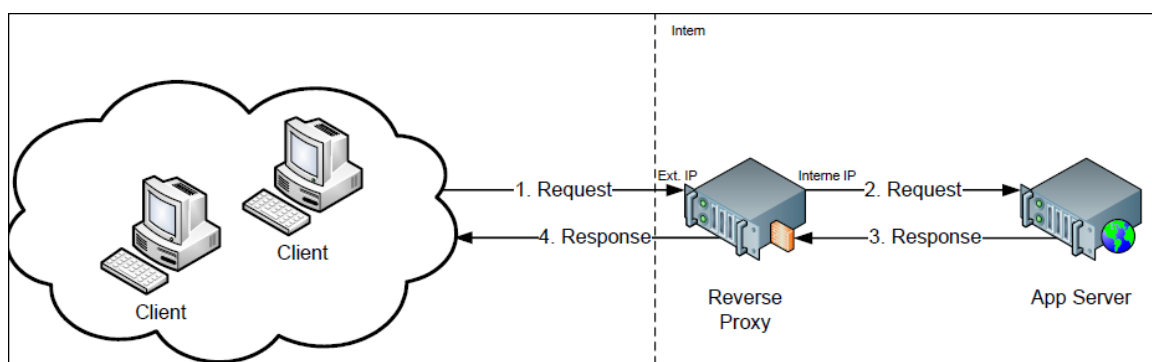 Intern
Ext. IP
Interne IP
1. Request
2. Request
4. Response
3. Response
Client
Client
Reverse
Proxy
App Server